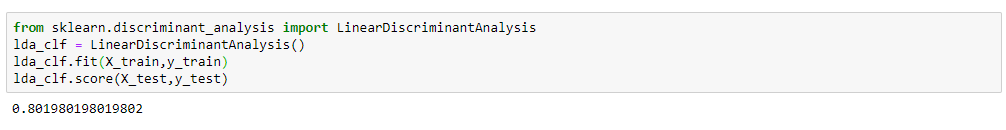 from sklearn.discriminant_analysis import LinearDiscriminantAnalysis
lda_clf = LinearDiscriminantAnalysis()
lda_clf.fit(X_train,y_train)
lda_clf.score(X_test,y_test)
0.801980198019802